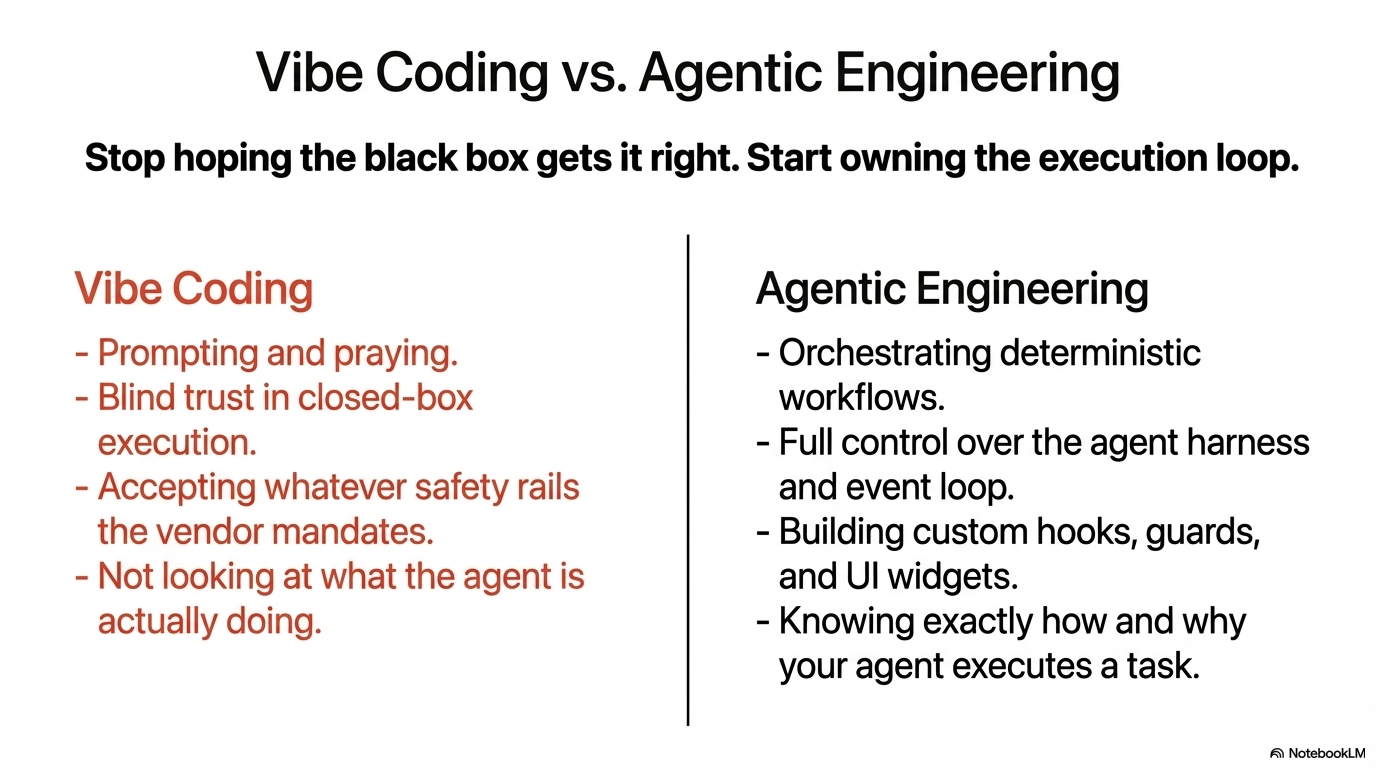 Vibe Coding vs. Agentic Engineering
Stop hoping the black box gets it right. Start owning the execution loop.
Vibe Coding
- Prompting and praying.
- Blind trust in closed-box
execution.
- Accepting whatever safety rails
the vendor mandates.
- Not looking at what the agent is
actually doing.
Agentic Engineering
- Orchestrating deterministic
workflows.
- Full control over the agent harness
and event loop.
- Building custom hooks, guards,
and UI widgets.
- Knowing exactly how and why
your agent executes a task.
NotebookLM